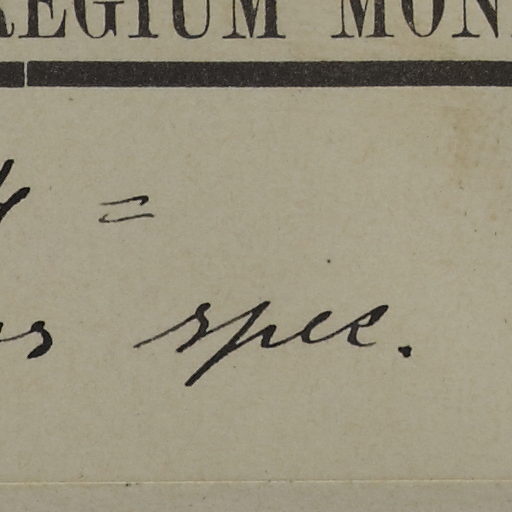 REGIUM MON
=
spec.